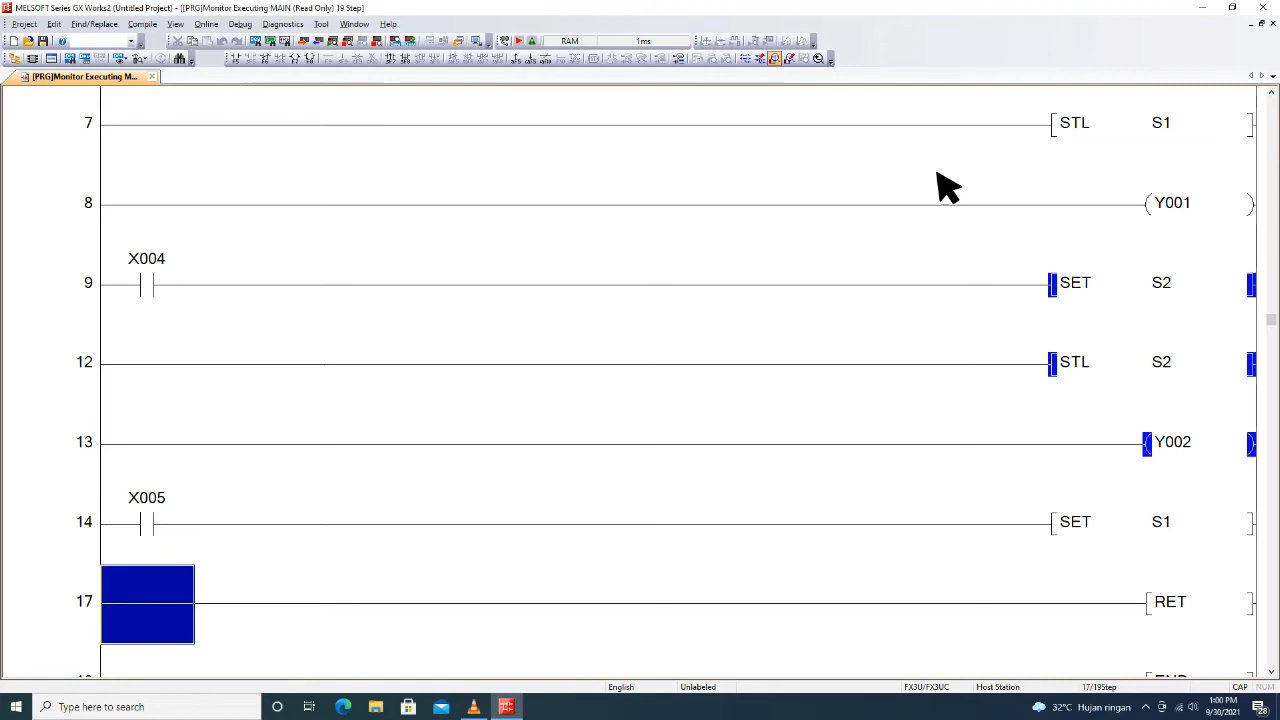 MELSOFT Series GX Works2 (Untitled Project) - [[PRG]Monitor Executing MAIN (Read Only) 19 Step]
Project Edit Find/Replace Compile View Online Debug Diagnostics Tool Window Help
RAM 1ms
[PRG]Monitor Executing M...
7 STL S1
8 Y001
X004
9 SET S2
12 STL S2
13 Y002
X005
14 SET S1
17 RET
English Unlabeled FX3U/FX3UC Host Station 17/19Step CAP NUM
Type here to search
32°C Hujan ringan
1:00 PM
9/30/2021
28